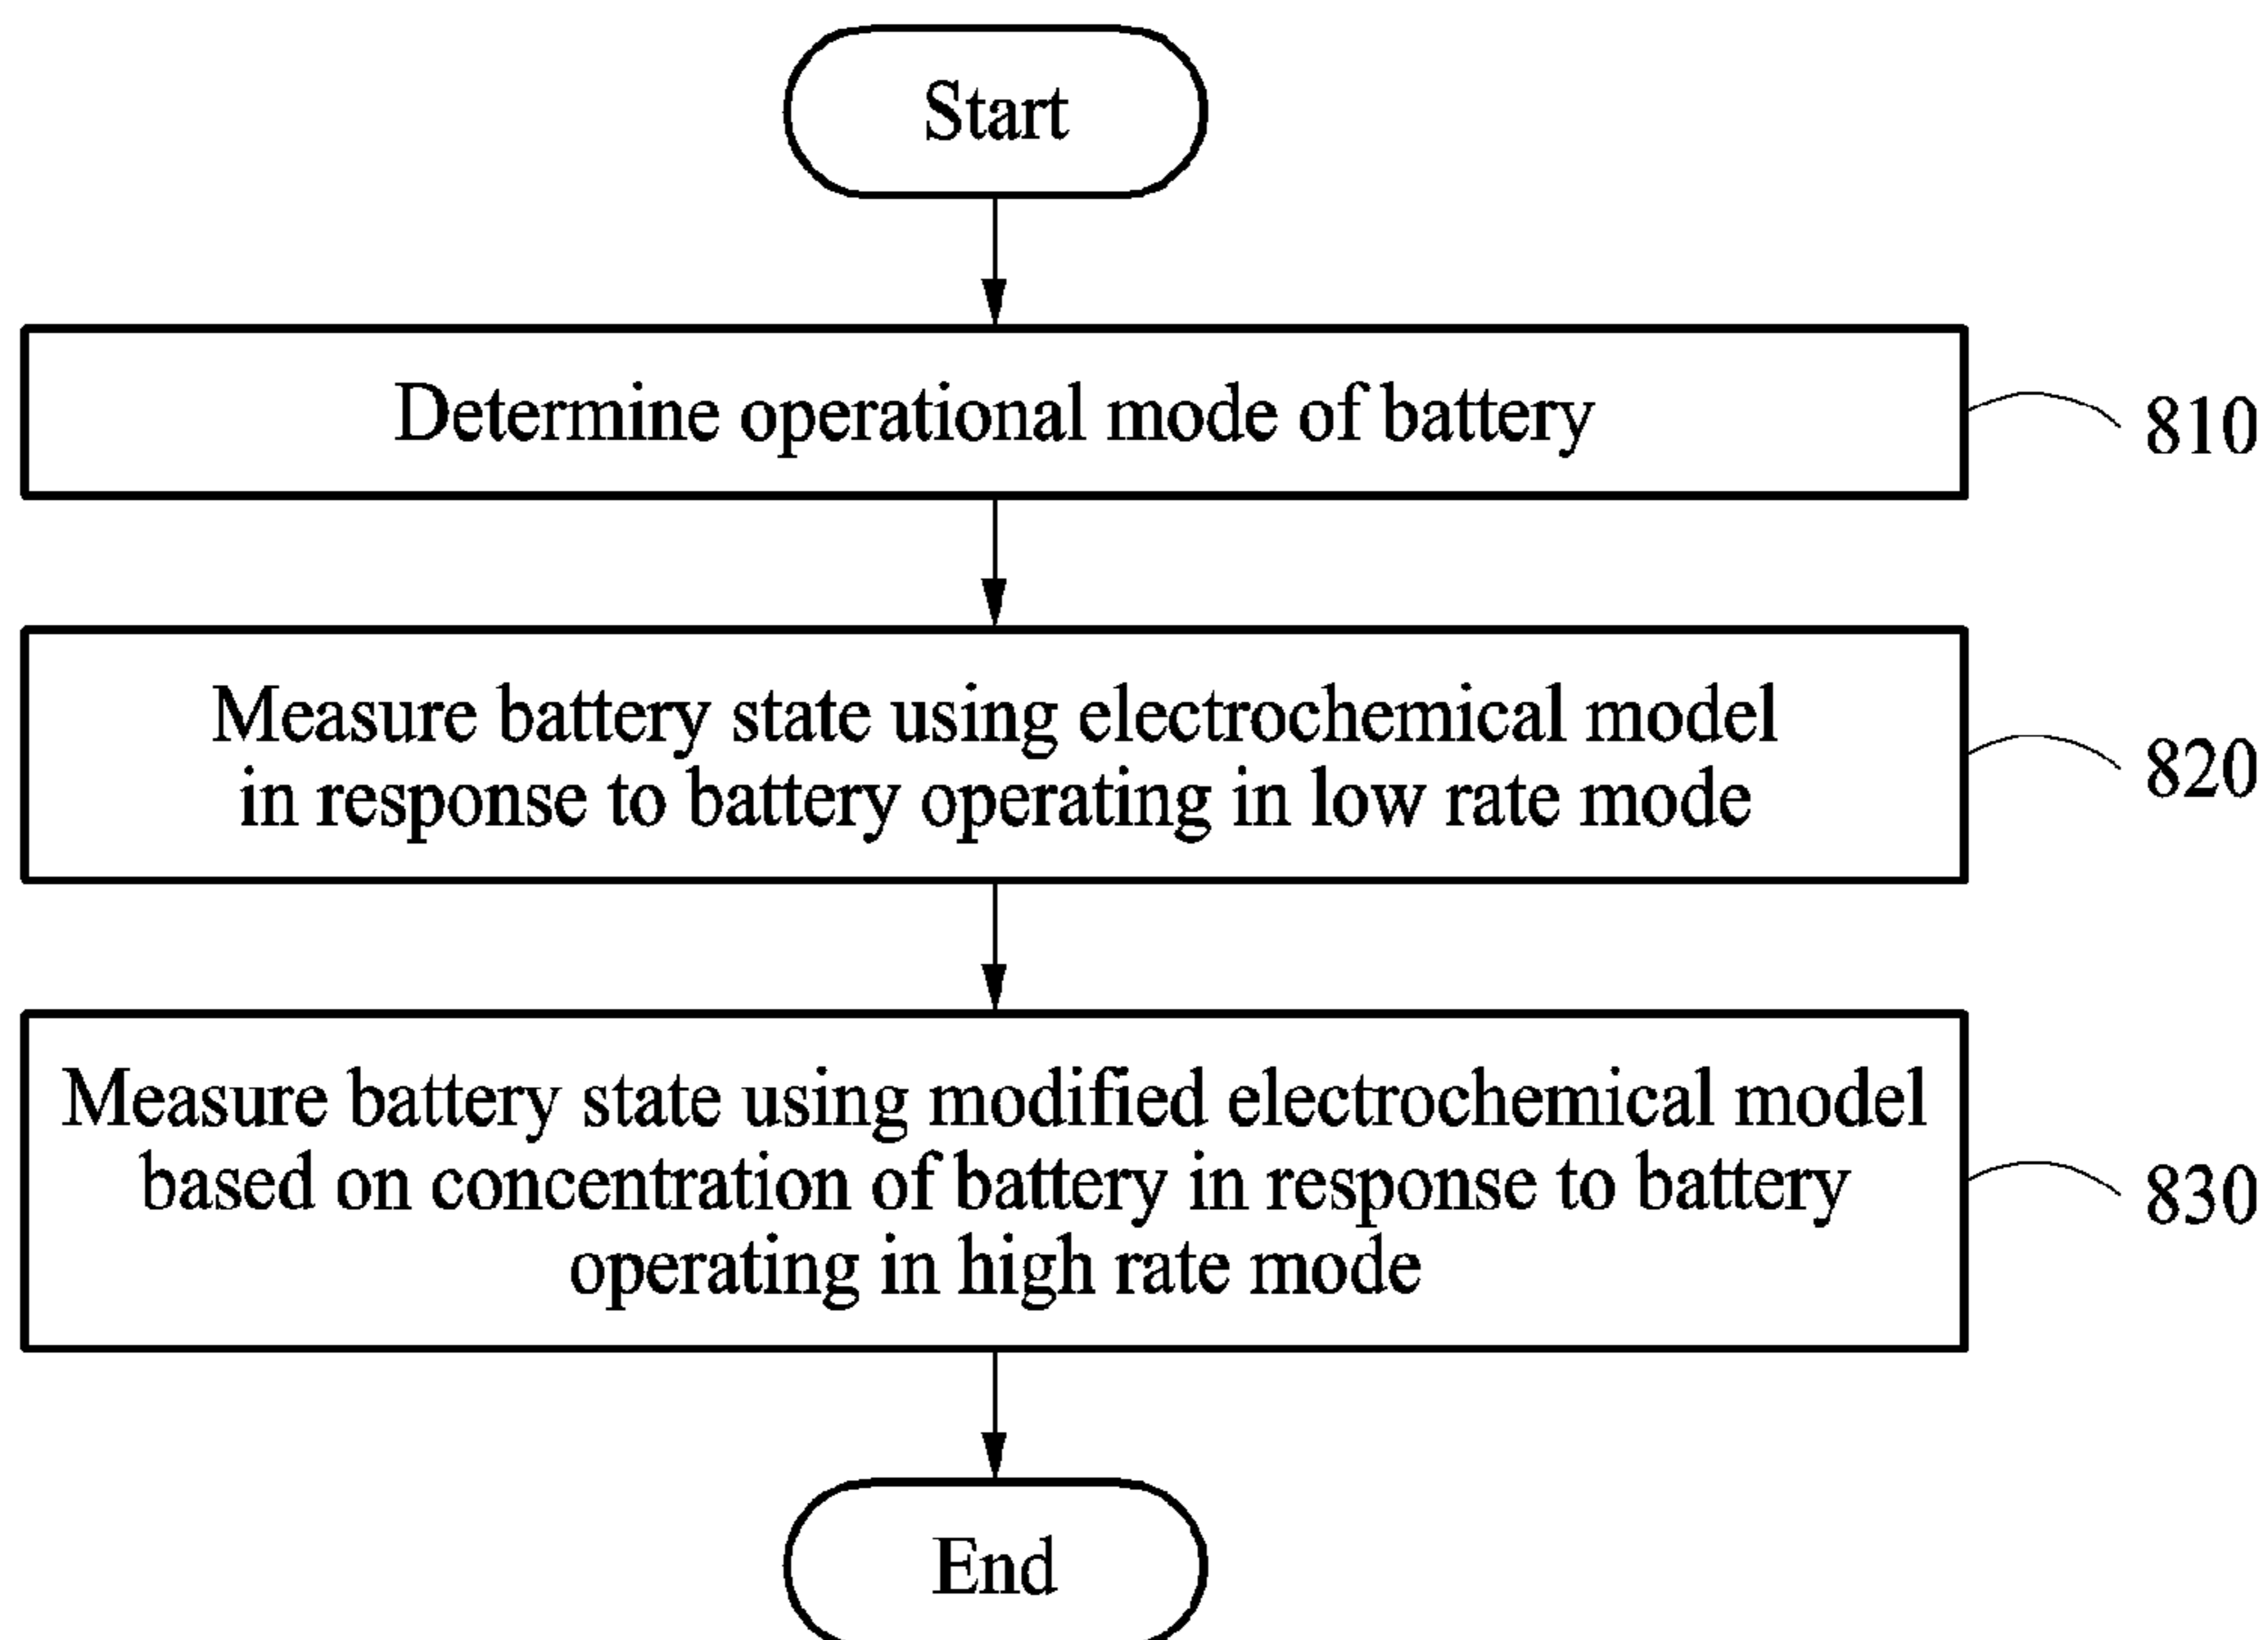 Start
Determine operational mode of battery
810
Measure battery state using electrochemical model
in response to battery operating in low rate mode
820
Measure battery state using modified electrochemical model
based on concentration of battery in response to battery
operating in high rate mode
830
End